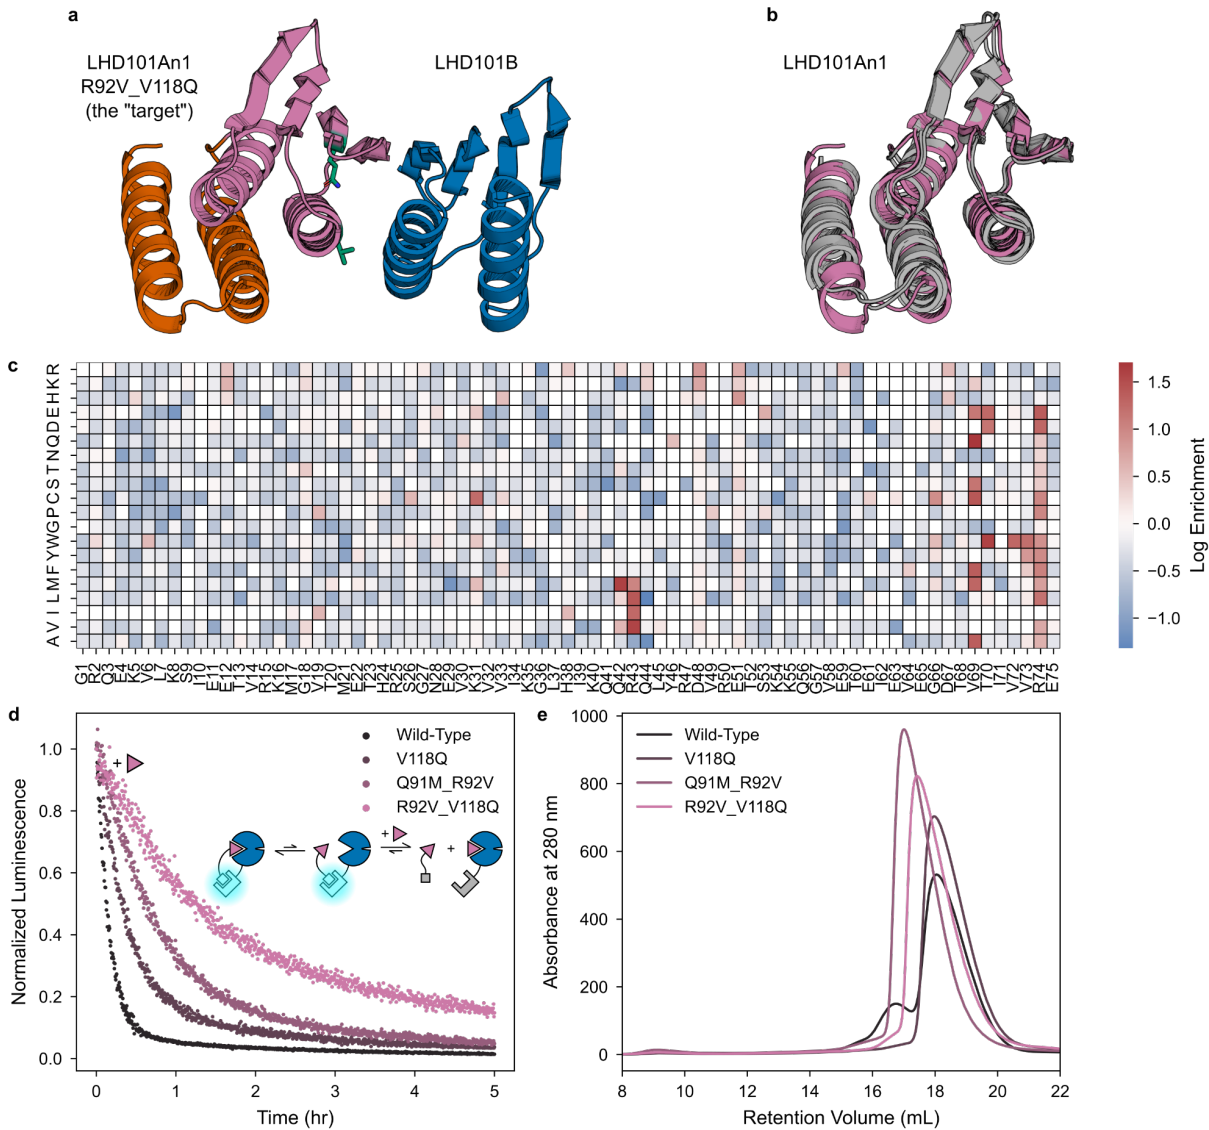 a
LHD101An1
R92V_V118Q
(the "target")
LHD101B
b
LHD101An1
c
AVILMFYWGPCSTNQDEHKR
G1 R2 Q3 E4 K5 V6 L7 K8 S9 I10 E11 E12 T13 V14 R15 K16 M17 G18 V19 T20 M21 E22 T23 H24 R25 S26 G27 N28 E29 V30 K31 V32 V33 I34 K35 G36 L37 H38 I39 K40 Q41 Q42 R43 Q44 L45 Y46 R47 D48 V49 R50 E51 T52 S53 K54 K55 Q56 G57 V58 E59 T60 E61 I62 E63 V64 E65 G66 D67 T68 V69 T70 I71 V72 V73 R74 E75
1.5
1.0
0.5
0.0
−0.5
−1.0
Log Enrichment
d
Normalized Luminescence
1.0
0.8
0.6
0.4
0.2
0.0
+
Wild-Type
V118Q
Q91M_R92V
R92V_V118Q
+
+
0 1 2 3 4 5
Time (hr)
e
Absorbance at 280 nm
1000
800
600
400
200
0
Wild-Type
V118Q
Q91M_R92V
R92V_V118Q
8 10 12 14 16 18 20 22
Retention Volume (mL)